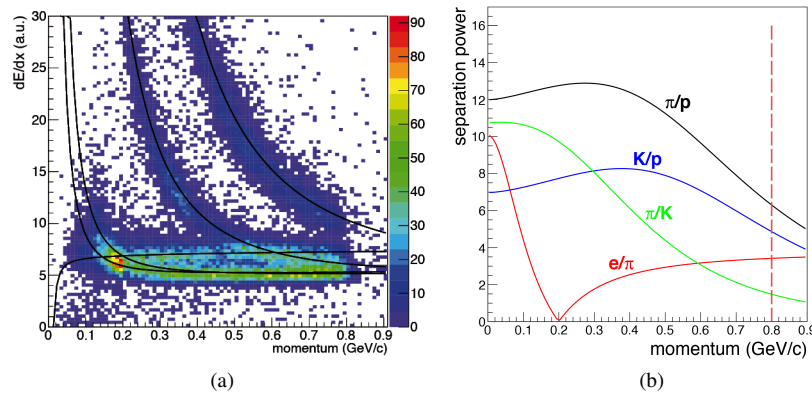 dE/dx (a.u.)
30
25
20
15
10
5
0
0 0.1 0.2 0.3 0.4 0.5 0.6 0.7 0.8 0.9
momentum (GeV/c)
90
80
70
60
50
40
30
20
10
0
(a)
separation power
16
14
12
10
8
6
4
2
0
π/p
K/p
π/K
e/π
0 0.1 0.2 0.3 0.4 0.5 0.6 0.7 0.8 0.9
momentum (GeV/c)
(b)